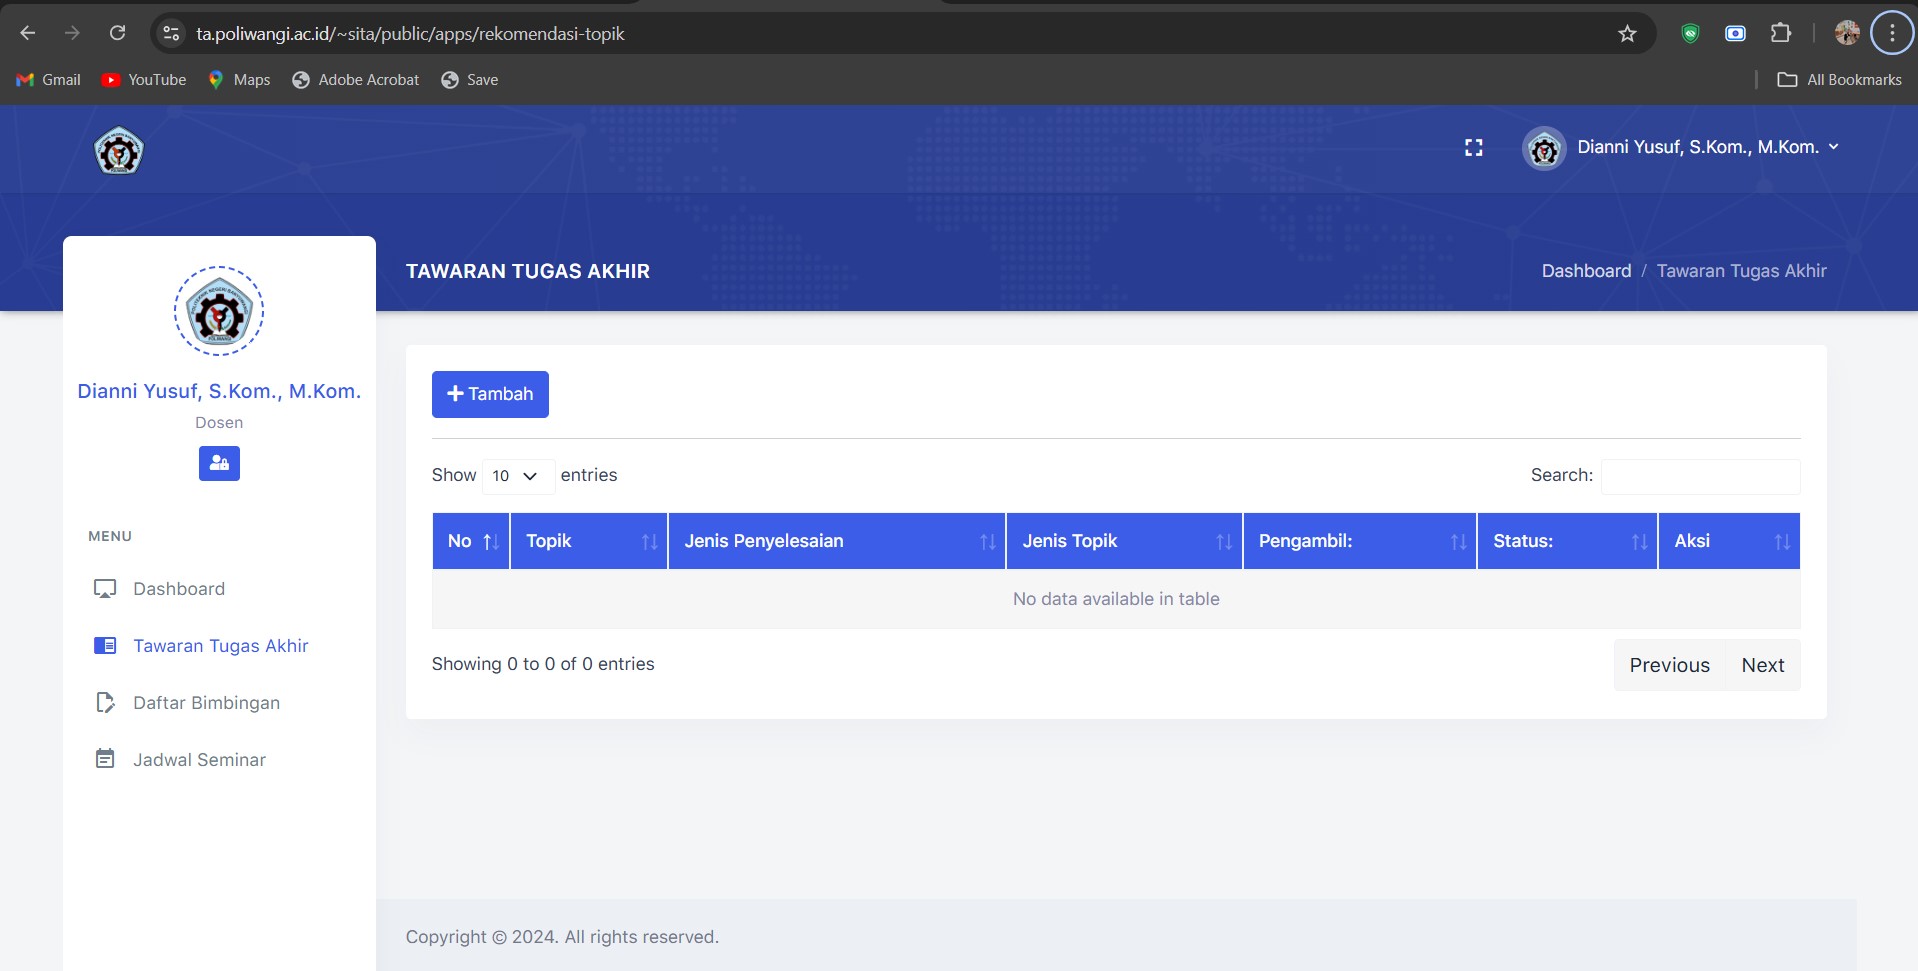 ta.poliwangi.ac.id/~sita/public/apps/rekomendasi-topik
Gmail YouTube Maps Adobe Acrobat Save All Bookmarks
Dianni Yusuf, S.Kom., M.Kom.
TAWARAN TUGAS AKHIR
Dashboard / Tawaran Tugas Akhir
Dianni Yusuf, S.Kom., M.Kom.
Dosen
MENU
Dashboard
Tawaran Tugas Akhir
Daftar Bimbingan
Jadwal Seminar
Tambah
Show 10 entries Search:
No Topik Jenis Penyelesaian Jenis Topik Pengambil: Status: Aksi
No data available in table
Showing 0 to 0 of 0 entries Previous Next
Copyright © 2024. All rights reserved.